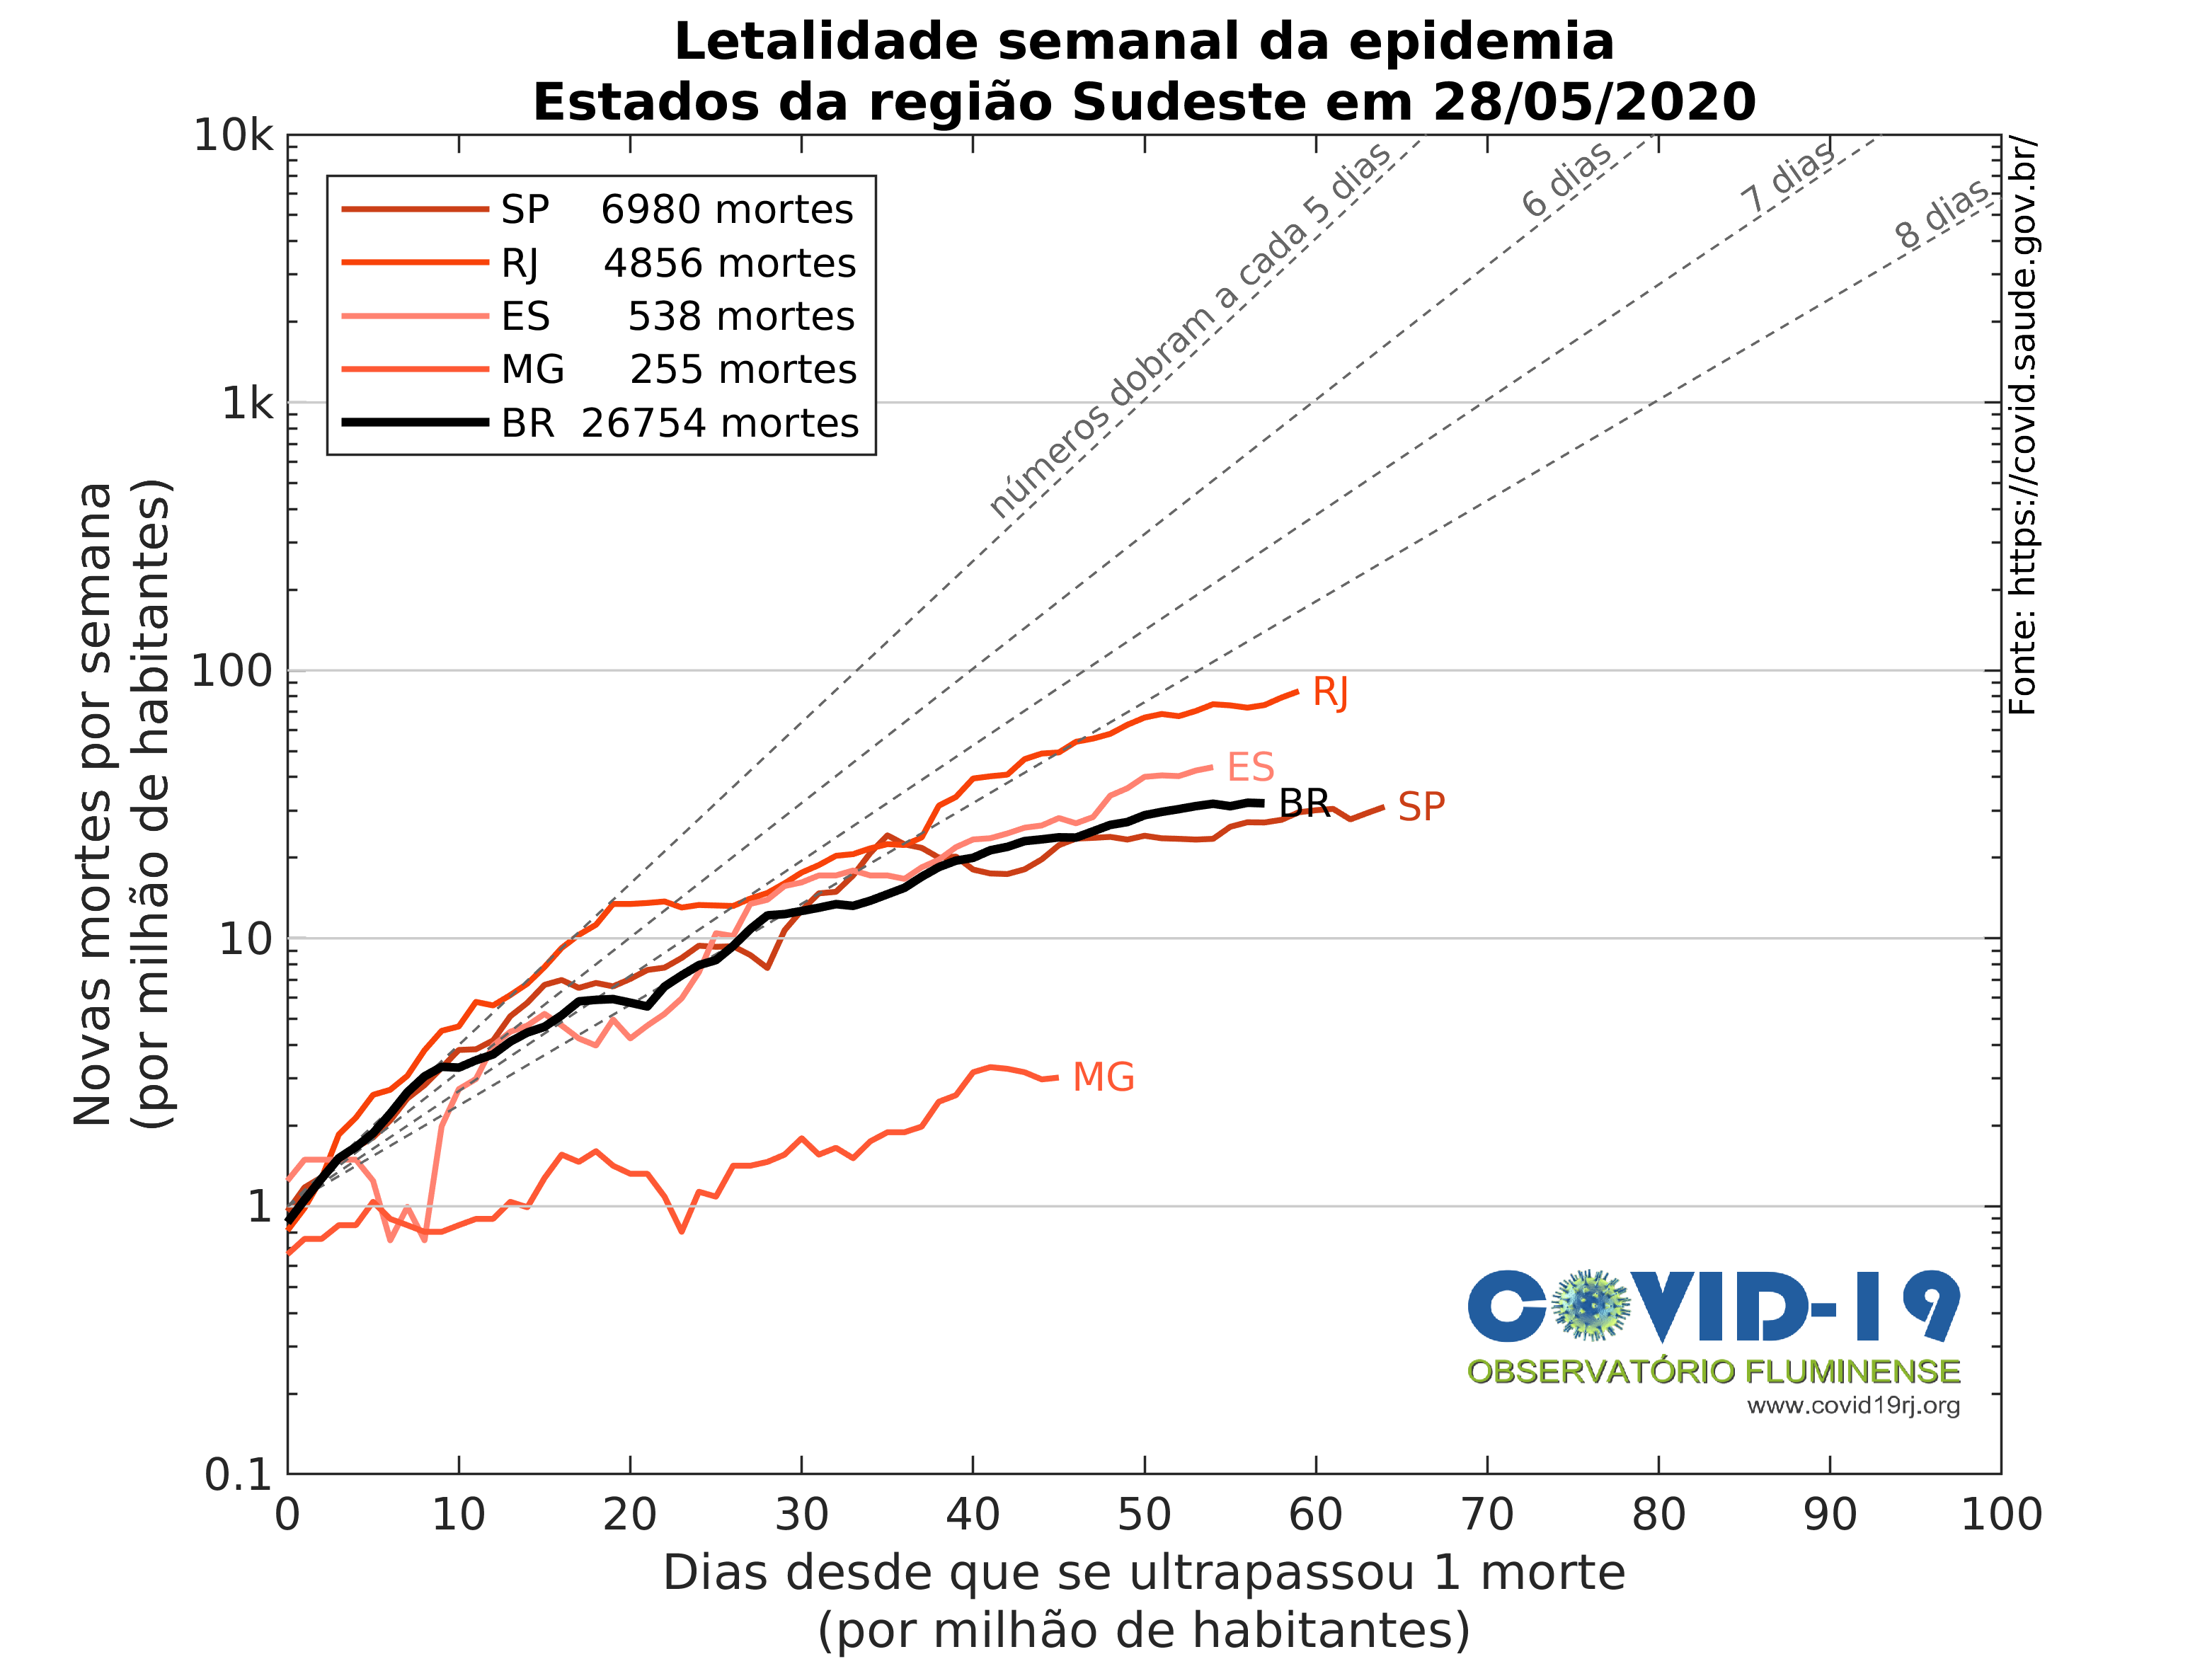 Letalidade semanal da epidemia
Estados da região Sudeste em 28/05/2020
10k
1k
100
10
1
0.1
Novas mortes por semana
(por milhão de habitantes)
SP 6980 mortes
RJ 4856 mortes
ES 538 mortes
MG 255 mortes
BR 26754 mortes
números dobram a cada 5 dias
6 dias
7 dias
8 dias
Fonte: https://covid.saude.gov.br/
RJ
ES
BR
SP
MG
COVID-19
OBSERVATÓRIO FLUMINENSE
www.covid19rj.org
0 10 20 30 40 50 60 70 80 90 100
Dias desde que se ultrapassou 1 morte
(por milhão de habitantes)